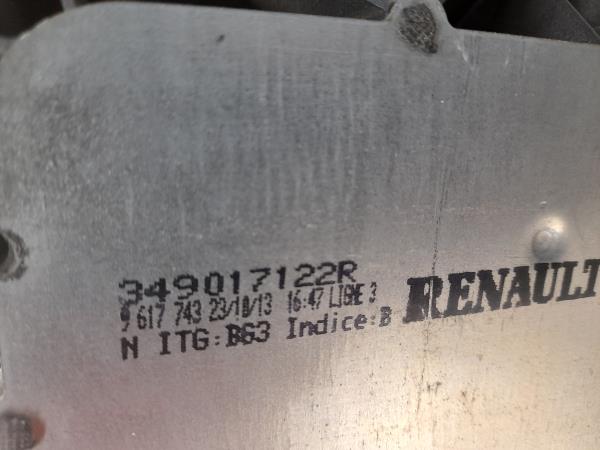 349017122R
9 617 743 23/10/13 16:47 LIGNE 3
N ITG:B63 Indice:B
RENAULT